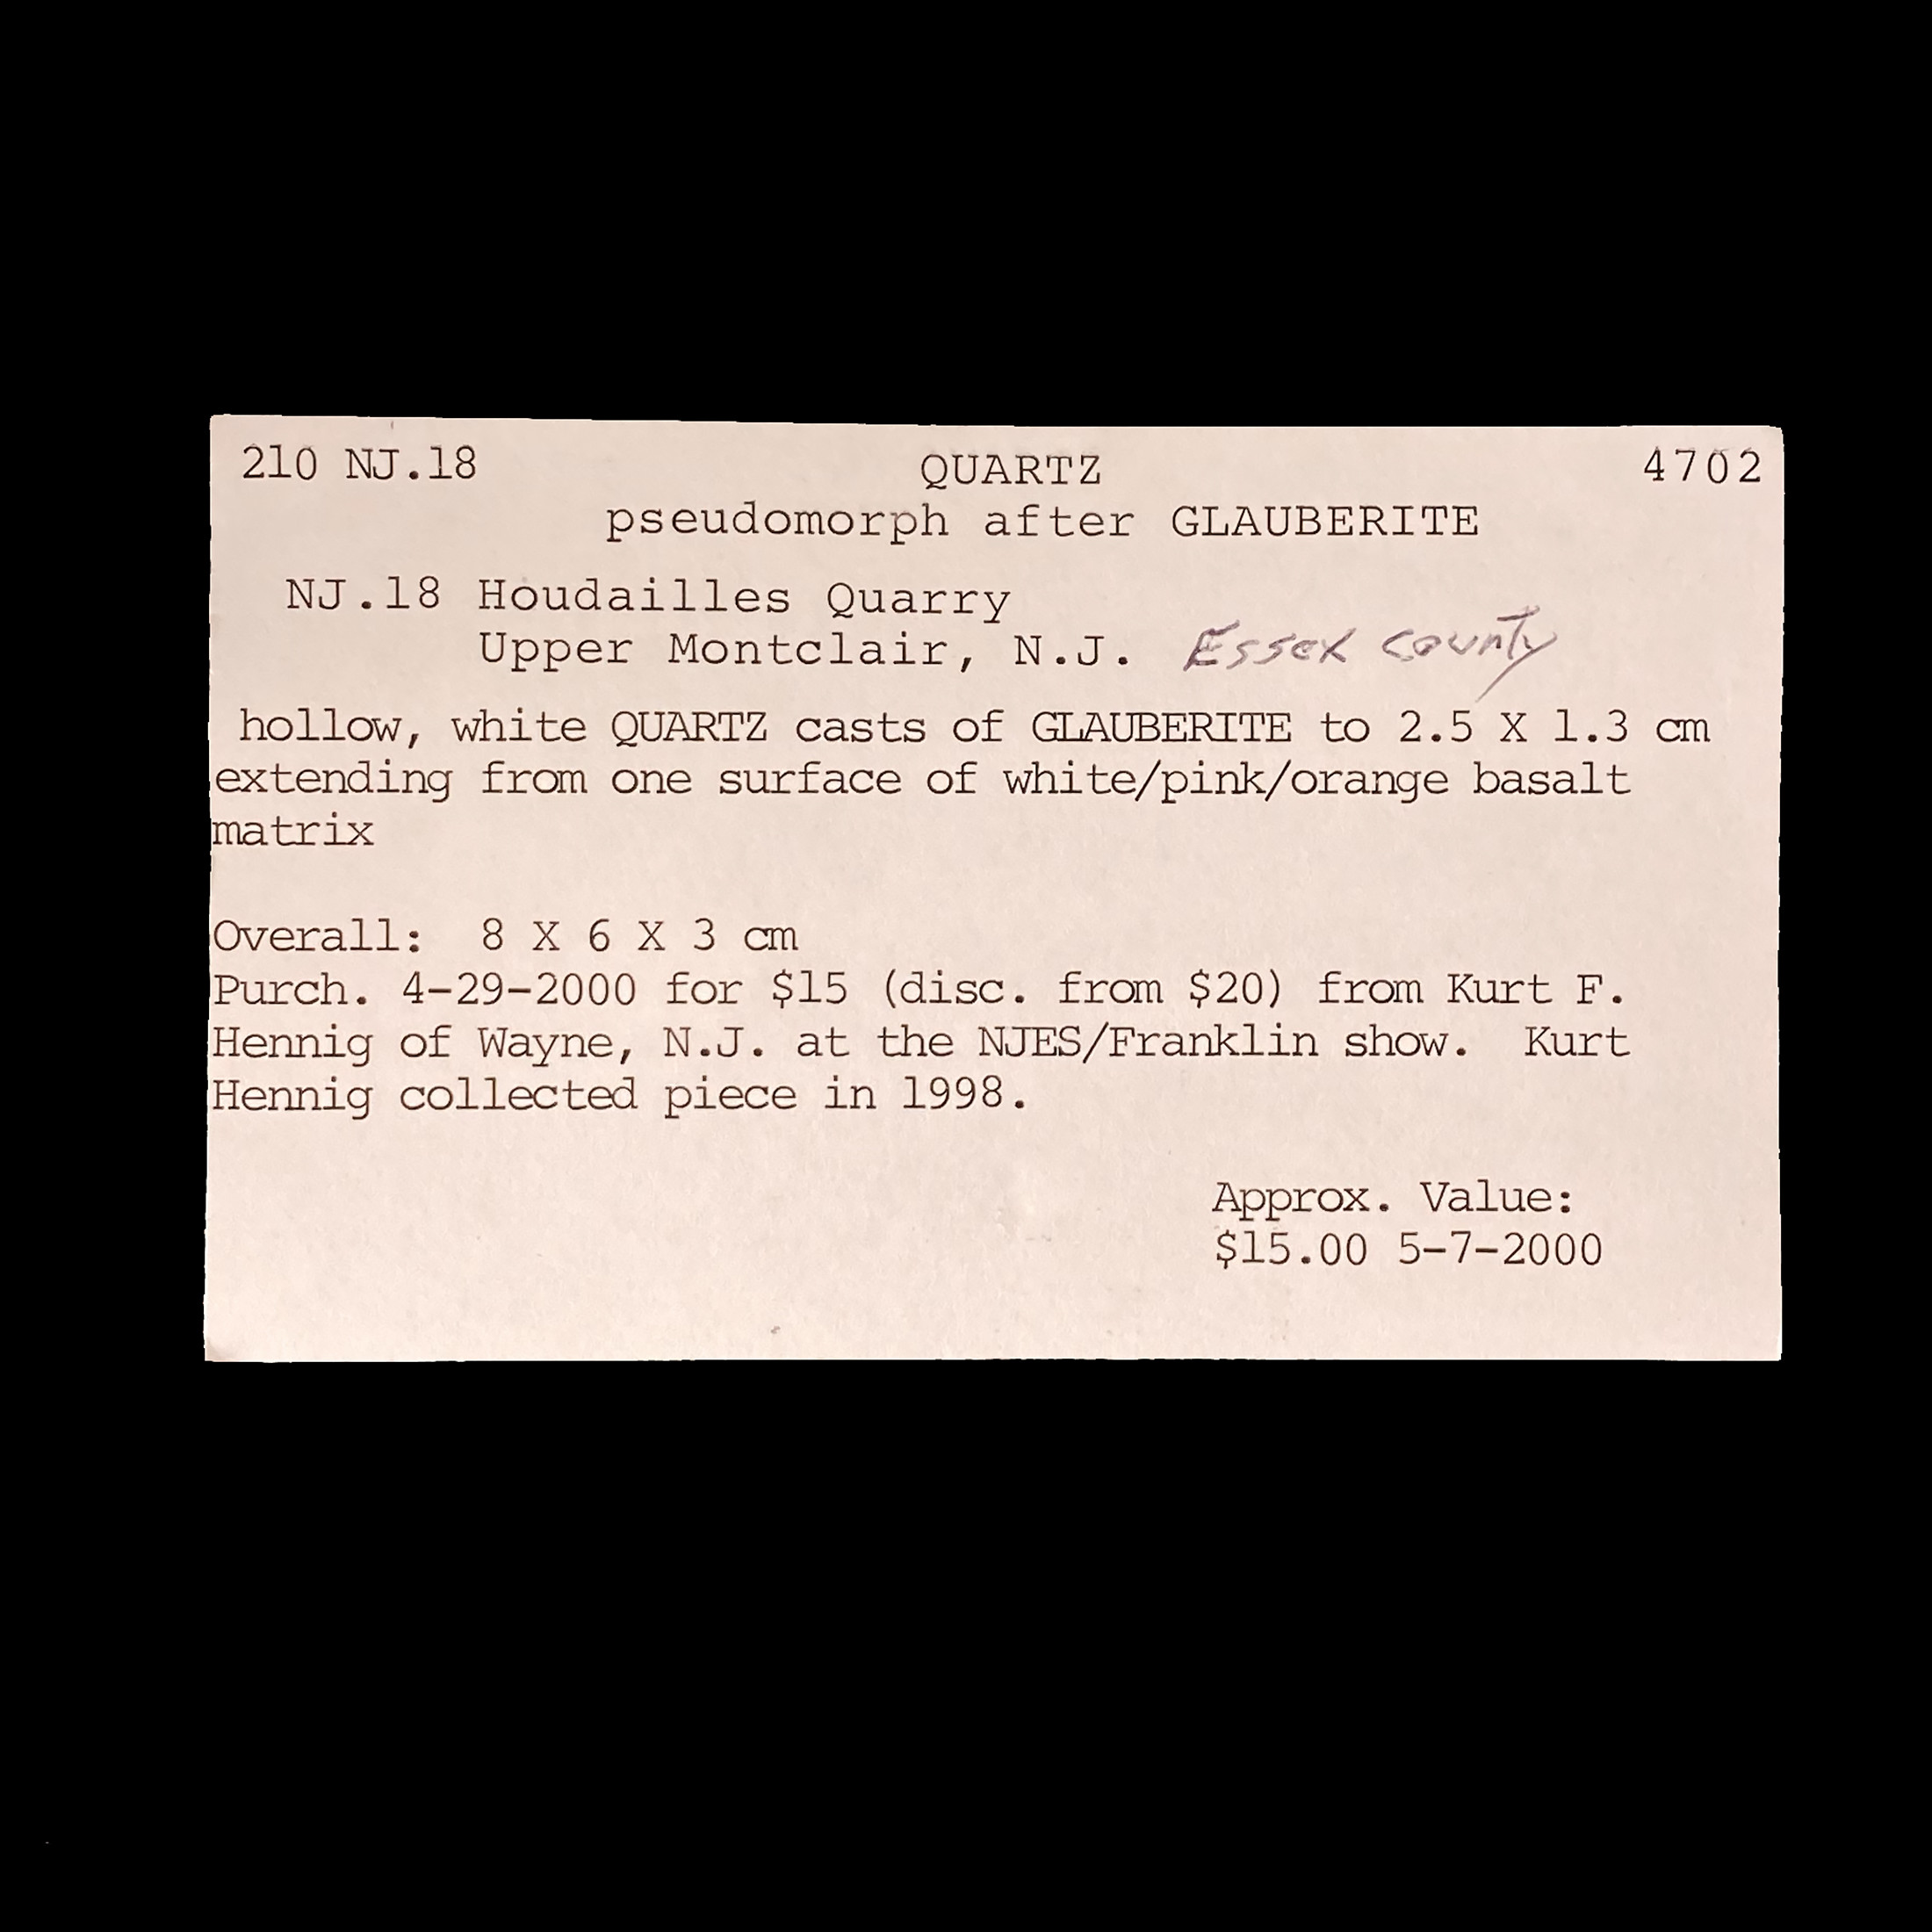 210 NJ.18 QUARTZ 4702
pseudomorph after GLAUBERITE
NJ.18 Houdailles Quarry
Upper Montclair, N.J. Essex County
hollow, white QUARTZ casts of GLAUBERITE to 2.5 X 1.3 cm
extending from one surface of white/pink/orange basalt
matrix
Overall: 8 X 6 X 3 cm
Purch. 4-29-2000 for $15 (disc. from $20) from Kurt F.
Hennig of Wayne, N.J. at the NJES/Franklin show. Kurt
Hennig collected piece in 1998.
Approx. Value:
$15.00 5-7-2000